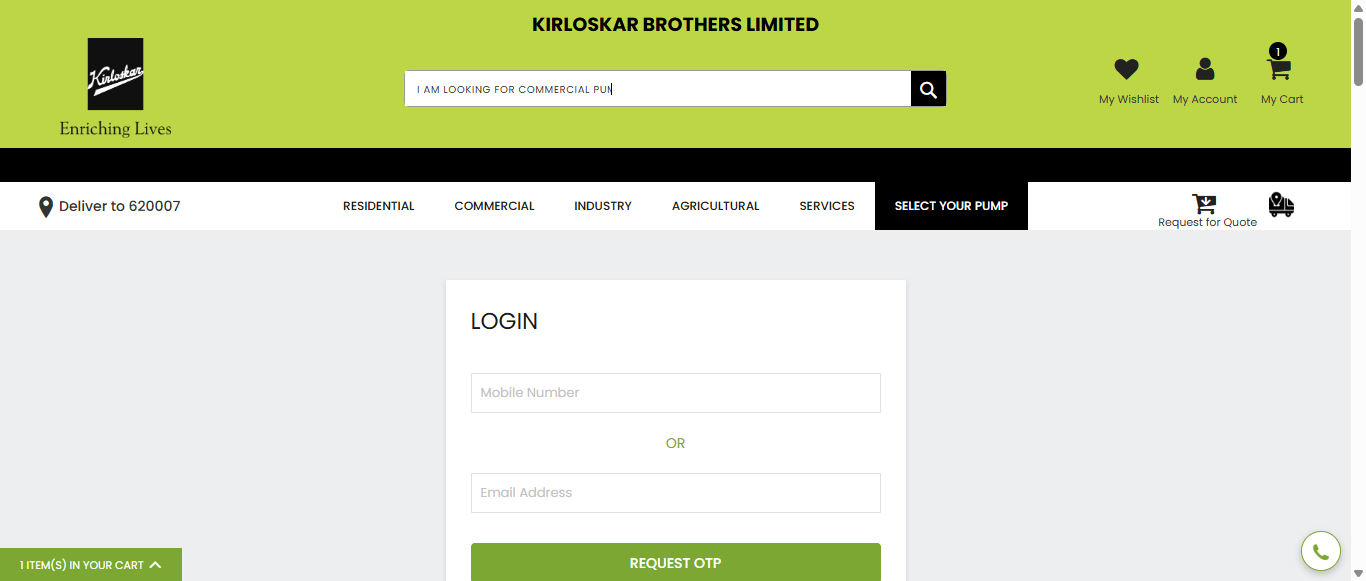 KIRLOSKAR BROTHERS LIMITED
Kirloskar
Enriching Lives
I AM LOOKING FOR COMMERCIAL PUM
1
My Wishlist
My Account
My Cart
Deliver to 620007
RESIDENTIAL
COMMERCIAL
INDUSTRY
AGRICULTURAL
SERVICES
SELECT YOUR PUMP
Request for Quote
LOGIN
Mobile Number
OR
Email Address
REQUEST OTP
1 ITEM(S) IN YOUR CART